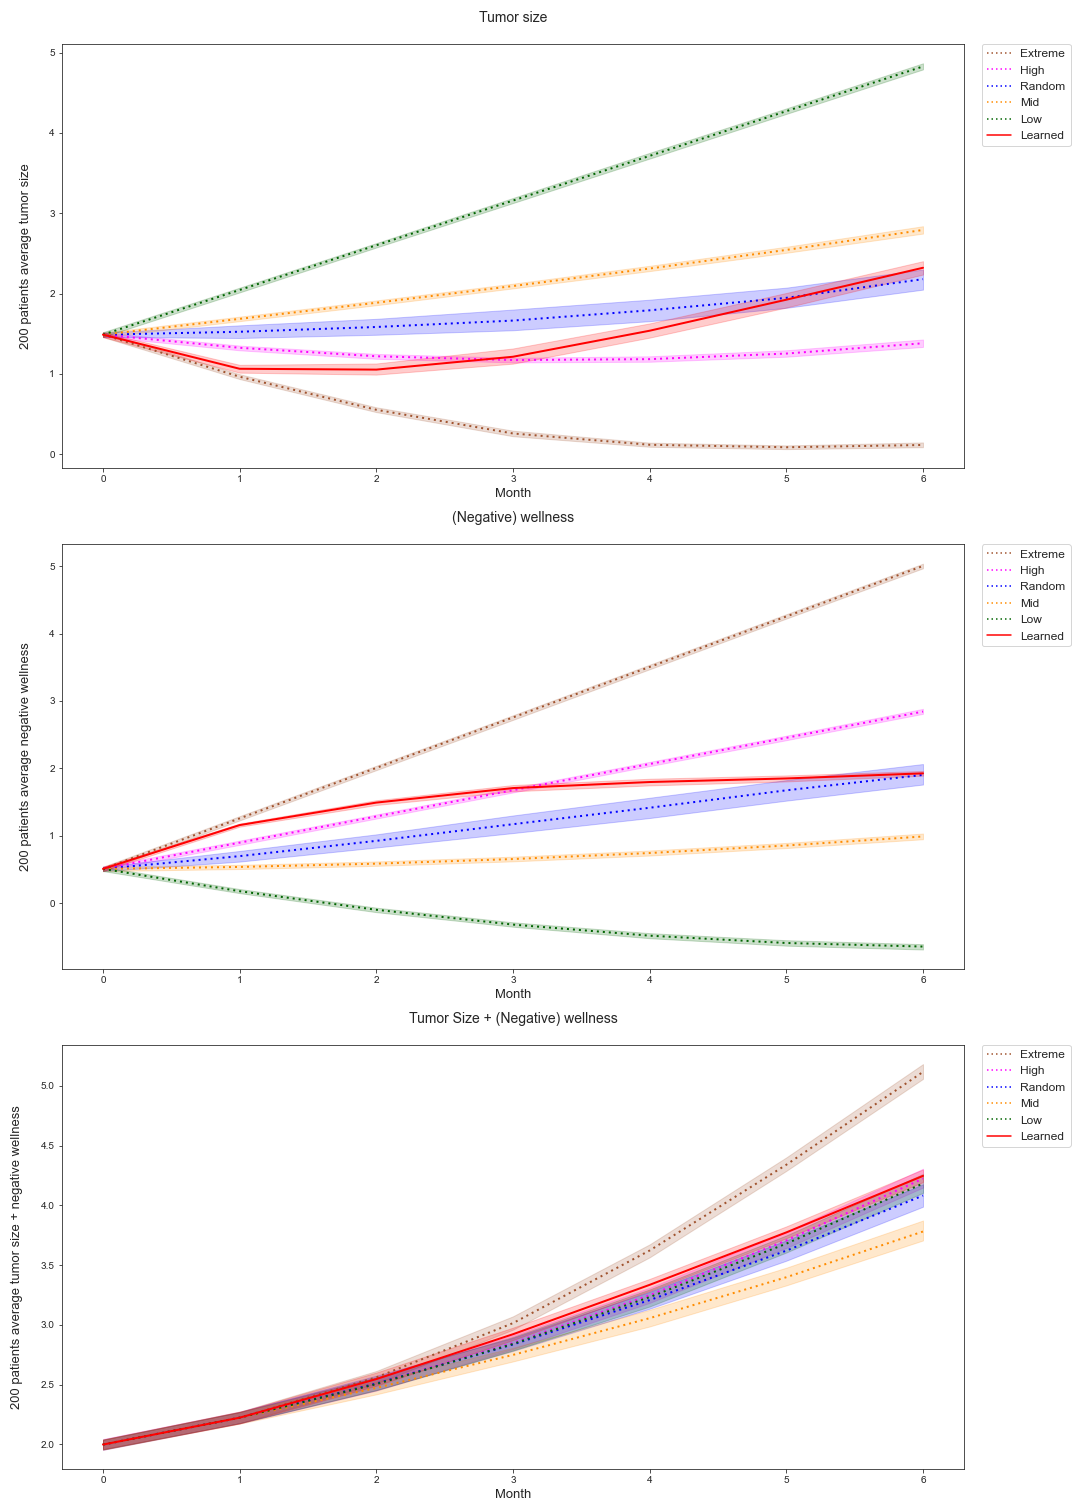 Tumor size
200 patients average tumor size
5
4
3
2
1
0
0 1 2 3 4 5 6
Month
Extreme
High
Random
Mid
Low
Learned
(Negative) wellness
200 patients average negative wellness
5
4
3
2
1
0
0 1 2 3 4 5 6
Month
Extreme
High
Random
Mid
Low
Learned
Tumor Size + (Negative) wellness
200 patients average tumor size + negative wellness
5.0
4.5
4.0
3.5
3.0
2.5
2.0
0 1 2 3 4 5 6
Month
Extreme
High
Random
Mid
Low
Learned